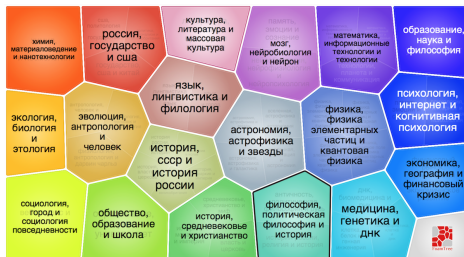 химия,
материаловедение
и нанотехнологии
россия,
государство
и сша
культура,
литература и
массовая
культура
мозг,
нейробиология
и нейрон
математика,
информационные
технологии и
технологии
образование,
наука и
философия
экология,
биология
и
этология
эволюция,
антропология
и
человек
язык,
лингвистика и
филология
астрономия,
астрофизика
и звезды
физика,
физика
элементарных
частиц и
квантовая
физика
психология,
интернет и
когнитивная
психология
история,
ссср и
история
россии
экономика,
география и
финансовый
кризис
социология,
город и
социология
повседневности
общество,
образование
и школа
история,
средневековье
и христианство
философия,
политическая
философия и
история
медицина,
генетика и
днк
FoamTree